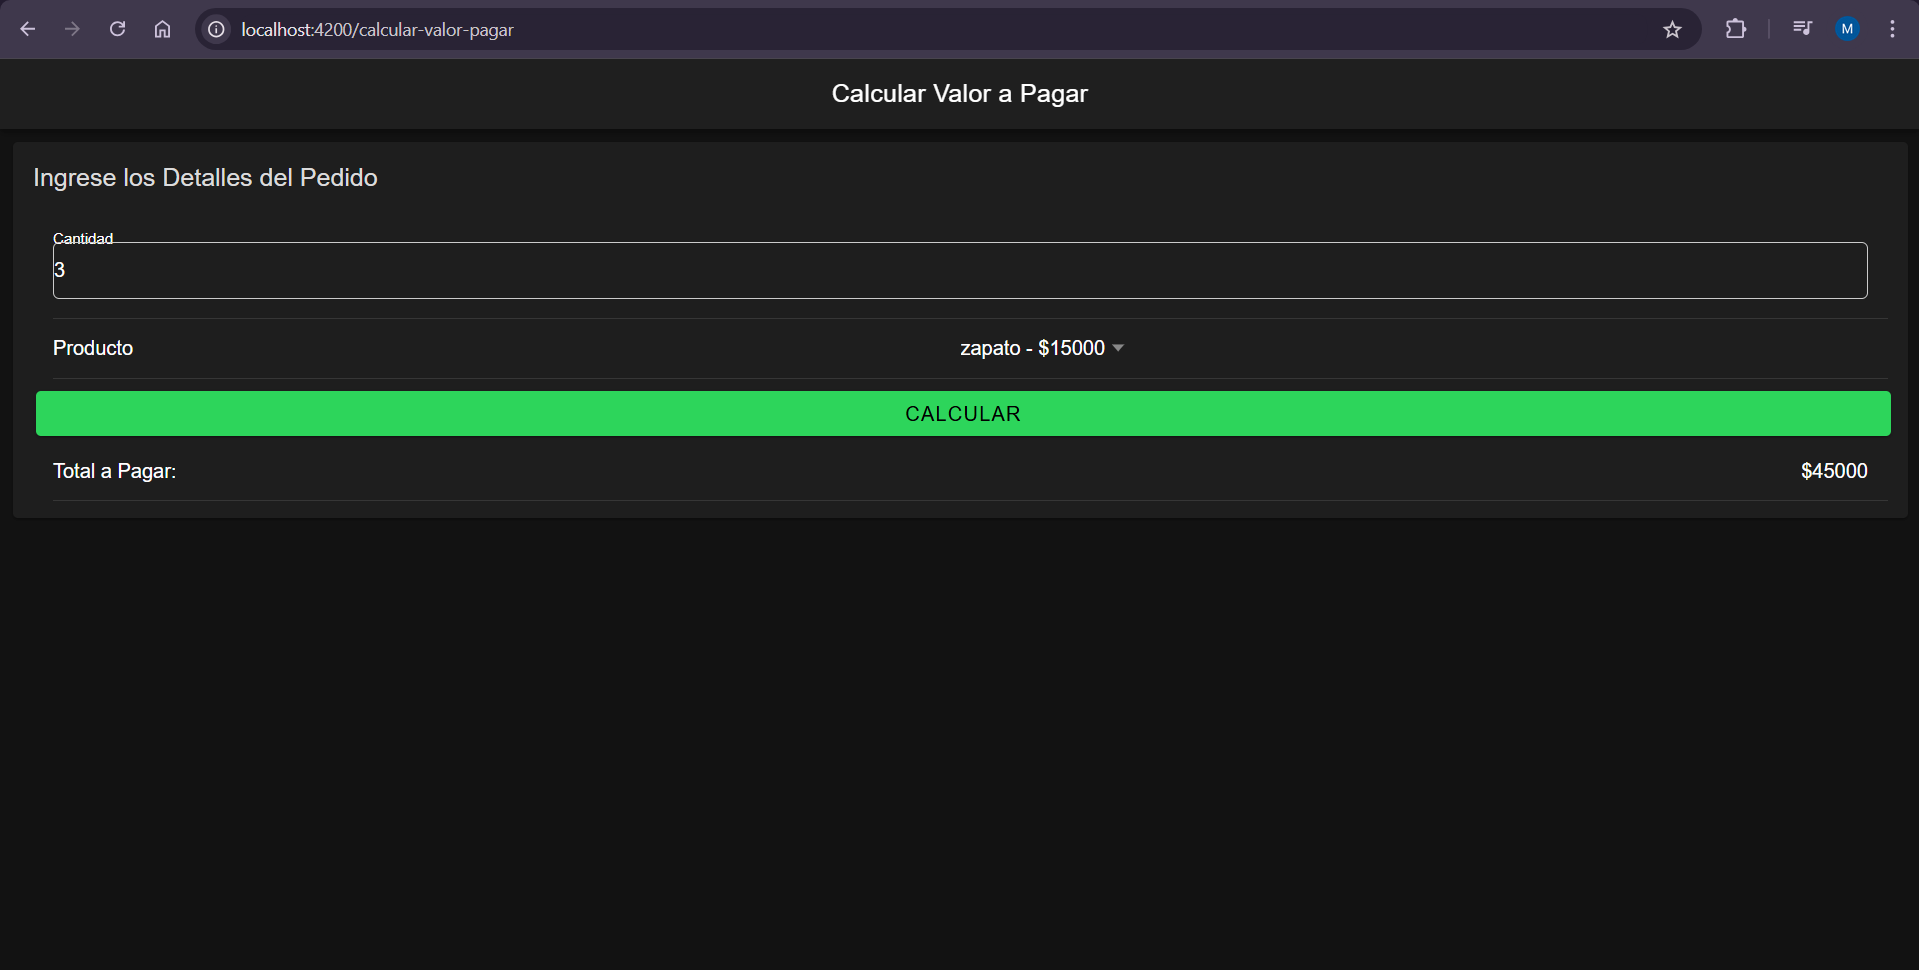 localhost:4200/calcular-valor-pagar
M
Calcular Valor a Pagar
Ingrese los Detalles del Pedido
Cantidad
3
Producto zapato - $15000
CALCULAR
Total a Pagar: $45000